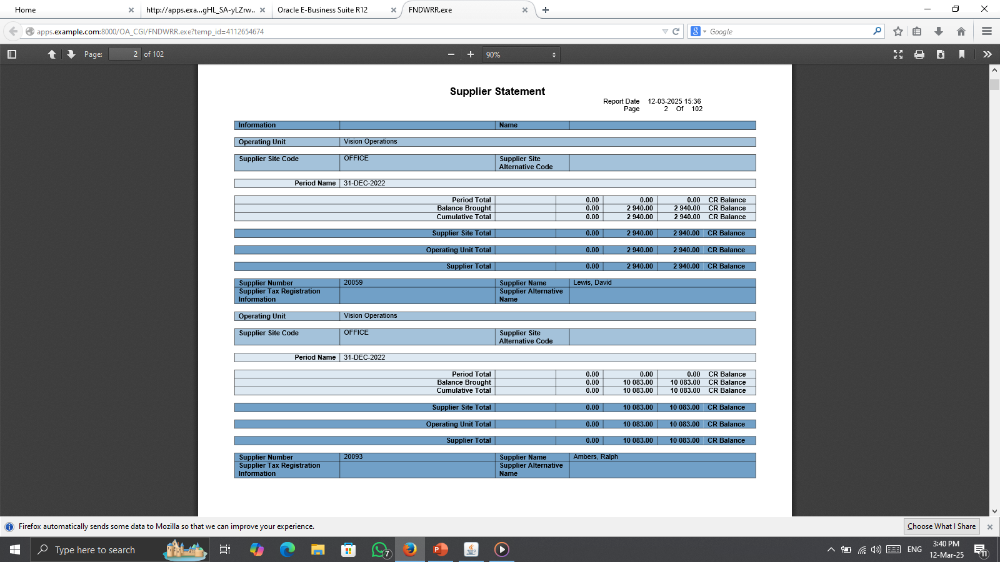 Home
http://apps.exa...gHL_SA-yLZrw..
Oracle E-Business Suite R12
FNDWRR.exe
apps.example.com:8000/OA_CGI/FNDWRR.exe?temp_id=4112654674
8
Google
Page: 2 of 102
90%
Supplier Statement
Report Date 12-03-2025 15:36
Page 2 Of 102
Information Name
Operating Unit Vision Operations
Supplier Site Code OFFICE Supplier Site
Alternative Code
Period Name 31-DEC-2022
Period Total 0.00 0.00 0.00 CR Balance
Balance Brought 0.00 2 940.00 2 940.00 CR Balance
Cumulative Total 0.00 2 940.00 2 940.00 CR Balance
Supplier Site Total 0.00 2 940.00 2 940.00 CR Balance
Operating Unit Total 0.00 2 940.00 2 940.00 CR Balance
Supplier Total 0.00 2 940.00 2 940.00 CR Balance
Supplier Number 20059 Supplier Name Lewis, David
Supplier Tax Registration Supplier Alternative
Information Name
Operating Unit Vision Operations
Supplier Site Code OFFICE Supplier Site
Alternative Code
Period Name 31-DEC-2022
Period Total 0.00 0.00 0.00 CR Balance
Balance Brought 0.00 10 083.00 10 083.00 CR Balance
Cumulative Total 0.00 10 083.00 10 083.00 CR Balance
Supplier Site Total 0.00 10 083.00 10 083.00 CR Balance
Operating Unit Total 0.00 10 083.00 10 083.00 CR Balance
Supplier Total 0.00 10 083.00 10 083.00 CR Balance
Supplier Number 20093 Supplier Name Ambers, Ralph
Supplier Tax Registration Supplier Alternative
Information Name
Firefox automatically sends some data to Mozilla so that we can improve your experience.
Choose What I Share
Type here to search
7
ENG
3:40 PM
12-Mar-25
11